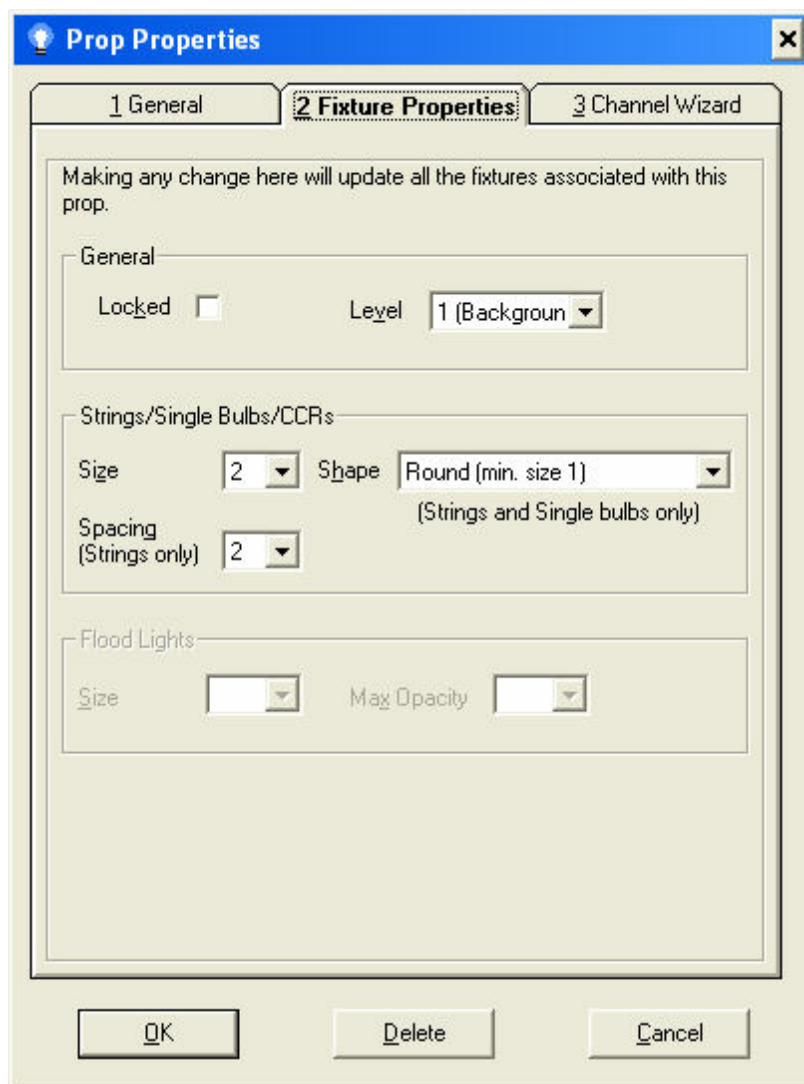 Prop Properties
1 General
2 Fixture Properties
3 Channel Wizard
Making any change here will update all the fixtures associated with this
prop.
General
Locked
Level
1 (Backgroun
Strings/Single Bulbs/CCRs
Size
2
Shape
Round (min. size 1)
(Strings and Single bulbs only)
Spacing
(Strings only)
2
Flood Lights
Size
Max Opacity
OK
Delete
Cancel